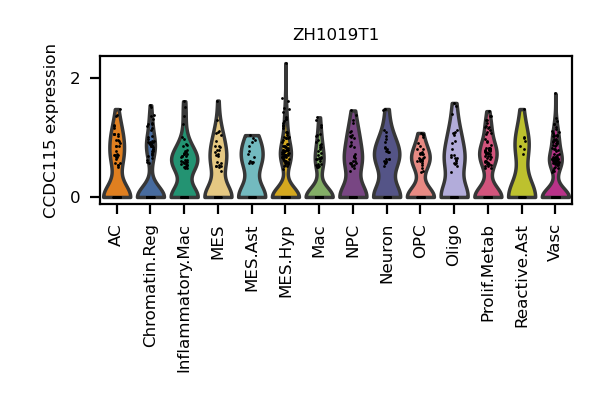 ZH1019T1
CCDC115 expression
2
0
AC
Chromatin.Reg
Inflammatory.Mac
MES
MES.Ast
MES.Hyp
Mac
NPC
Neuron
OPC
Oligo
Prolif.Metab
Reactive.Ast
Vasc